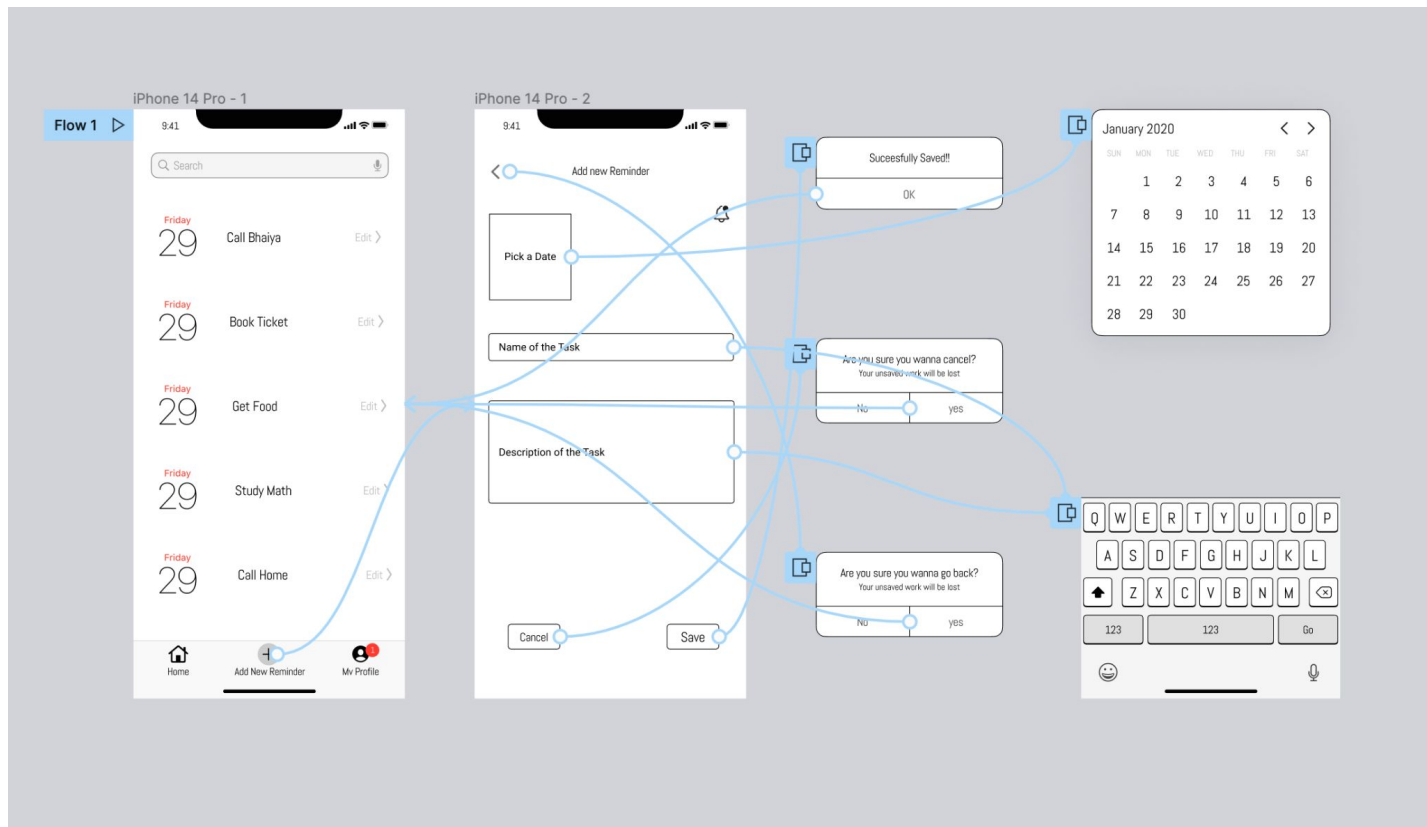 iPhone 14 Pro - 1
Flow 1
9:41
Search
Friday
29 Call Bhaiya Edit
Friday
29 Book Ticket Edit
Friday
29 Get Food Edit
Friday
29 Study Math Edit
Friday
29 Call Home Edit
Home Add New Reminder My Profile
1
iPhone 14 Pro - 2
9:41
Add new Reminder
Pick a Date
Name of the Task
Description of the Task
Cancel Save
Suceesfully Saved!!
OK
Are you sure you wanna cancel?
Your unsaved work will be lost
No yes
Are you sure you wanna go back?
Your unsaved work will be lost
No yes
January 2020
SUN MON TUE WED THU FRI SAT
1 2 3 4 5 6
7 8 9 10 11 12 13
14 15 16 17 18 19 20
21 22 23 24 25 26 27
28 29 30
Q W E R T Y U I O P
A S D F G H J K L
Z X C V B N M
123 123 Go